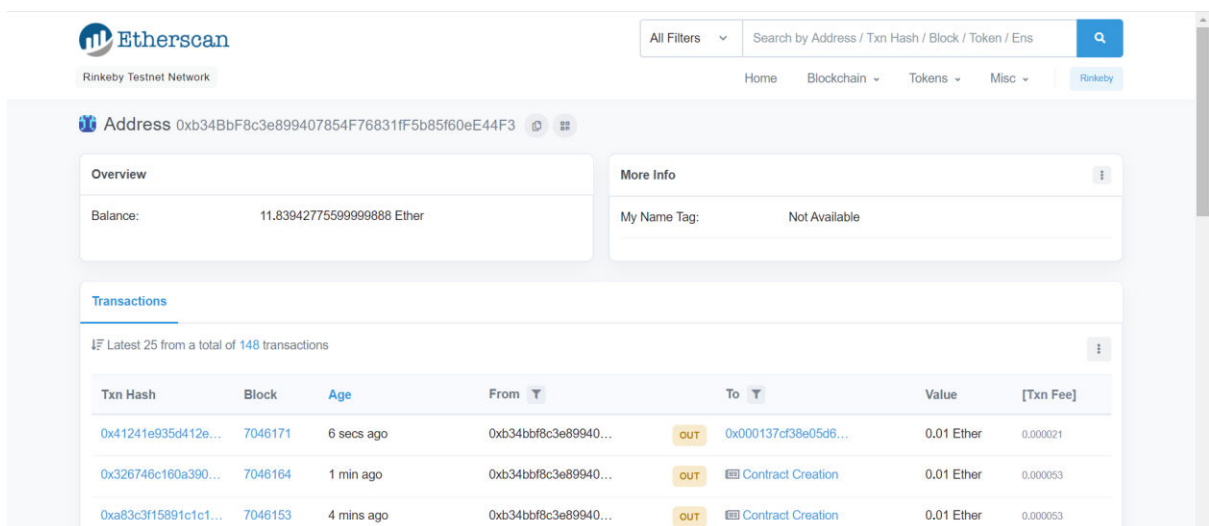 Etherscan
All Filters
Search by Address / Txn Hash / Block / Token / Ens
Rinkeby Testnet Network
Home Blockchain Tokens Misc Rinkeby
Address 0xb34BbF8c3e899407854F76831fF5b85f60eE44F3
Overview
Balance: 11.83942775599999888 Ether
More Info
My Name Tag: Not Available
Transactions
Latest 25 from a total of 148 transactions
Txn Hash Block Age From To Value [Txn Fee]
0x41241e935d412e... 7046171 6 secs ago 0xb34bbf8c3e89940... OUT 0x000137cf38e05d6... 0.01 Ether 0.000021
0x326746c160a390... 7046164 1 min ago 0xb34bbf8c3e89940... OUT Contract Creation 0.01 Ether 0.000053
0xa83c3f15891c1c1... 7046153 4 mins ago 0xb34bbf8c3e89940... OUT Contract Creation 0.01 Ether 0.000053